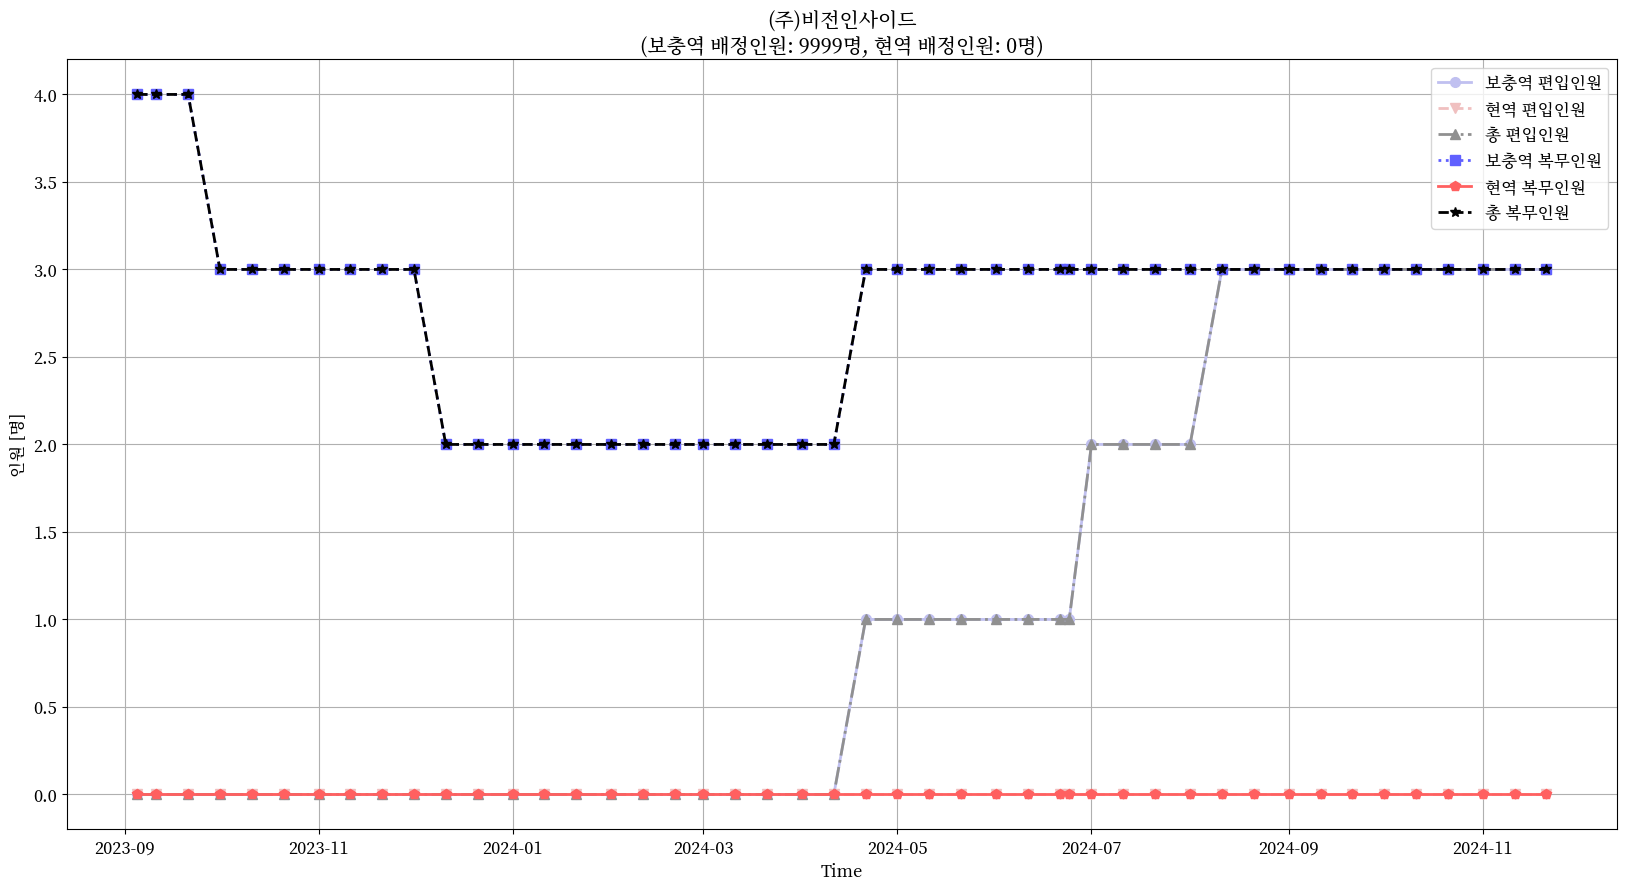 (주)비전인사이드
(보충역 배정인원: 9999명, 현역 배정인원: 0명)
보충역 편입인원
현역 편입인원
총 편입인원
보충역 복무인원
현역 복무인원
총 복무인원
인원 [명]
4.0
3.5
3.0
2.5
2.0
1.5
1.0
0.5
0.0
2023-09 2023-11 2024-01 2024-03 2024-05 2024-07 2024-09 2024-11
Time